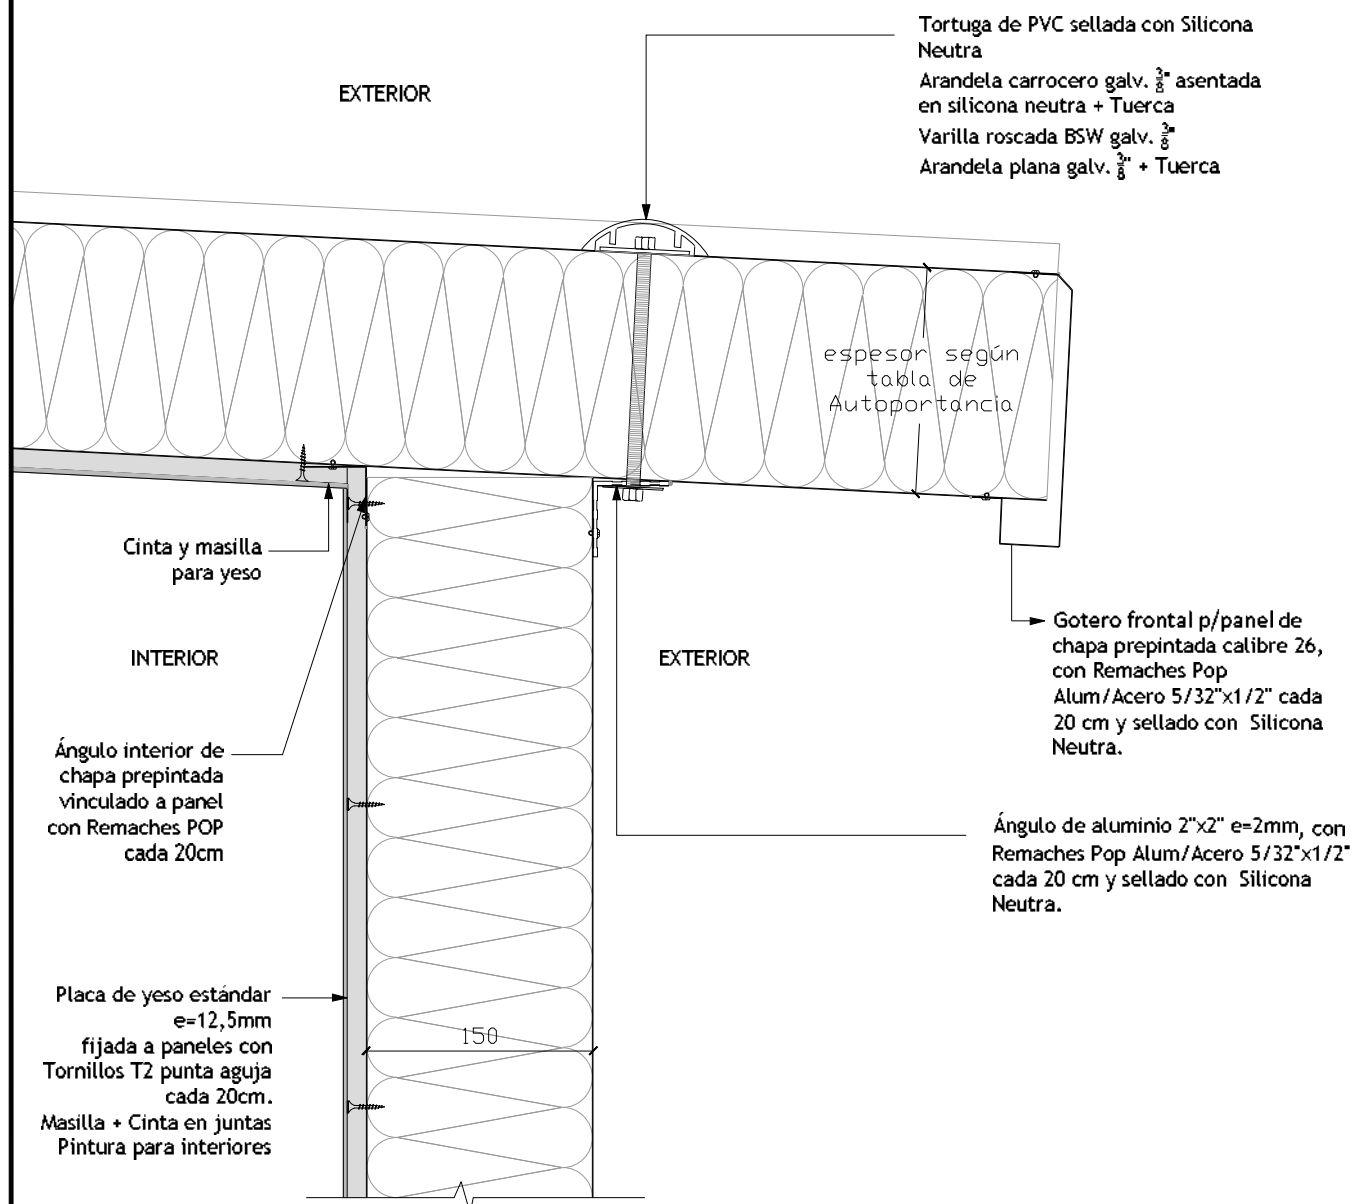 Tortuga de PVC sellada con Silicona
Neutra
Arandela carrocero galv. 3/8" asentada
en silicona neutra + Tuerca
Varilla roscada BSW galv. 3/8"
Arandela plana galv. 3/8" + Tuerca
EXTERIOR
espesor según
tabla de
Autoportancia
Cinta y masilla
para yeso
INTERIOR
EXTERIOR
Gotero frontal p/panel de
chapa prepintada calibre 26,
con Remaches Pop
Alum/Acero 5/32"x1/2" cada
20 cm y sellado con Silicona
Neutra.
Ángulo interior de
chapa prepintada
vinculado a panel
con Remaches POP
cada 20cm
Ángulo de aluminio 2"x2" e=2mm, con
Remaches Pop Alum/Acero 5/32"x1/2"
cada 20 cm y sellado con Silicona
Neutra.
Placa de yeso estándar
e=12,5mm
fijada a paneles con
Tornillos T2 punta aguja
cada 20cm.
Masilla + Cinta en juntas
Pintura para interiores
150